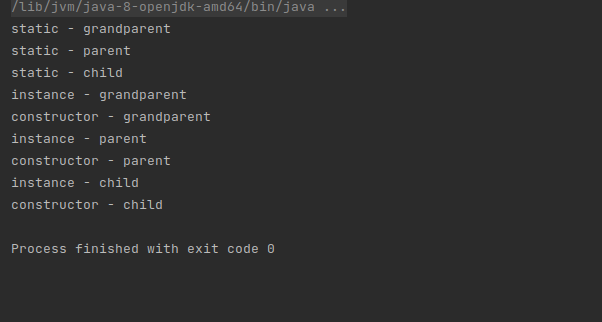 /lib/jvm/java-8-openjdk-amd64/bin/java ...
static - grandparent
static - parent
static - child
instance - grandparent
constructor - grandparent
instance - parent
constructor - parent
instance - child
constructor - child
Process finished with exit code 0